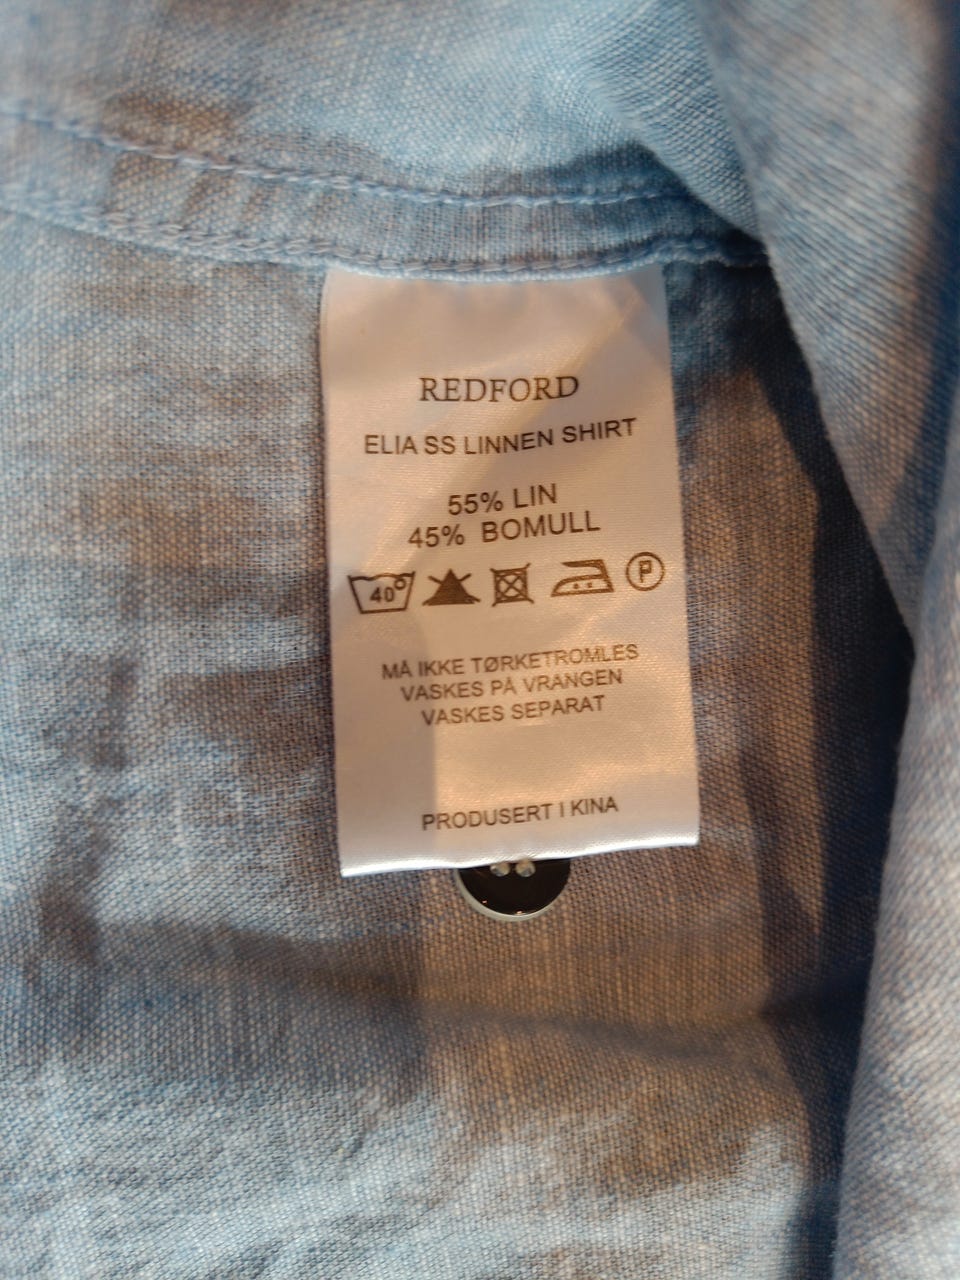 REDFORD
ELIA SS LINNEN SHIRT
55% LIN
45% BOMULL
40° P
MÅ IKKE TØRKETROMLES
VASKES PÅ VRANGEN
VASKES SEPARAT
PRODUSERT I KINA